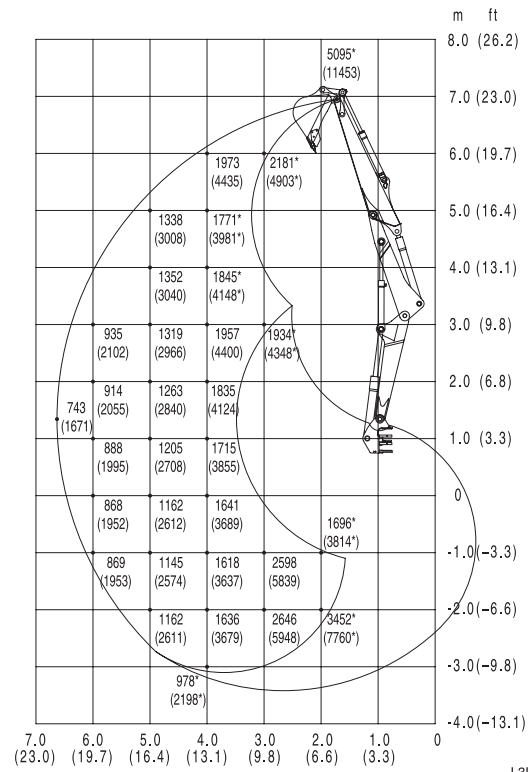 m ft
8.0 (26.2)
5095*
(11453)
7.0 (23.0)
6.0 (19.7)
1973 2181*
(4435) (4903*)
5.0 (16.4)
1338 1771*
(3008) (3981*)
4.0 (13.1)
1352 1845*
(3040) (4148*)
3.0 (9.8)
935 1319 1957 1934*
(2102) (2966) (4400) (4348*)
2.0 (6.8)
914 1263 1835
(2055) (2840) (4124)
743
(1671)
1.0 (3.3)
888 1205 1715
(1995) (2708) (3855)
0
868 1162 1641
(1952) (2612) (3689)
1696*
(3814*)
-1.0 (-3.3)
869 1145 1618 2598
(1953) (2574) (3637) (5839)
-2.0 (-6.6)
1162 1636 2646 3452*
(2611) (3679) (5948) (7760*)
-3.0 (-9.8)
978*
(2198*)
-4.0 (-13.1)
7.0 6.0 5.0 4.0 3.0 2.0 1.0 0
(23.0) (19.7) (16.4) (13.1) (9.8) (6.6) (3.3)